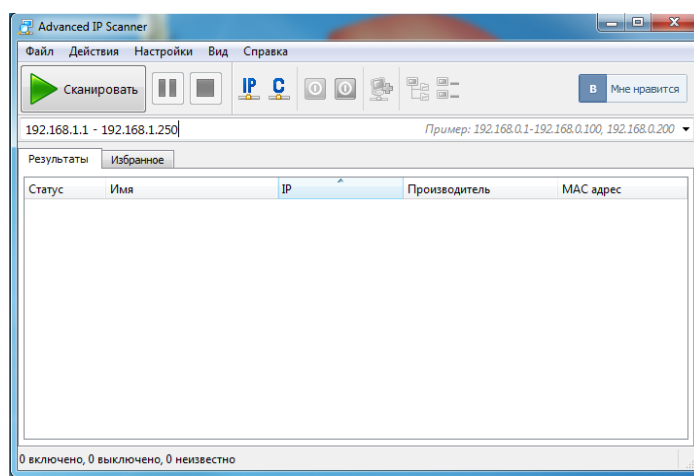 Advanced IP Scanner
Файл Действия Настройки Вид Справка
Сканировать IP C B Мне нравится
192.168.1.1 - 192.168.1.250 Пример: 192.168.0.1-192.168.0.100, 192.168.0.200
Результаты Избранное
Статус Имя IP Производитель MAC адрес
0 включено, 0 выключено, 0 неизвестно